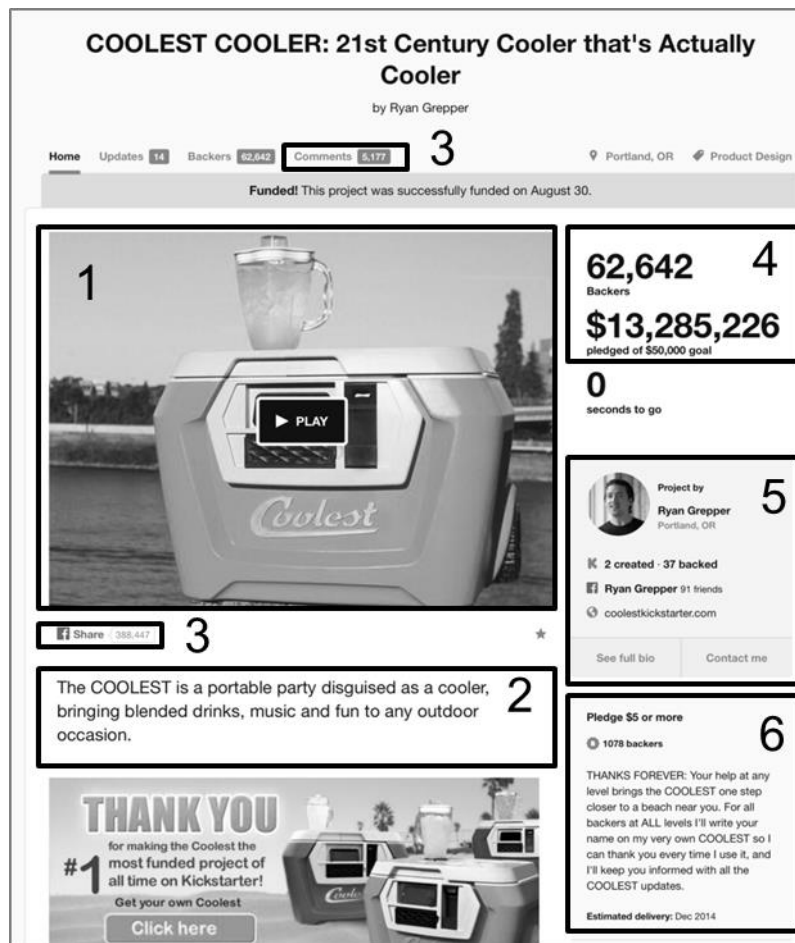 COOLEST COOLER: 21st Century Cooler that's Actually
Cooler
by Ryan Grepper
Home Updates 14 Backers 62,642 Comments 5,177 3 Portland, OR Product Design
Funded! This project was successfully funded on August 30.
1
PLAY
Coolest
4
62,642
Backers
$13,285,226
pledged of $50,000 goal
0
seconds to go
5
Project by
Ryan Grepper
Portland, OR
2 created · 37 backed
Ryan Grepper 91 friends
coolestkickstarter.com
See full bio Contact me
Share 388,447 3
2
The COOLEST is a portable party disguised as a cooler,
bringing blended drinks, music and fun to any outdoor
occasion.
6
Pledge $5 or more
1078 backers
THANKS FOREVER: Your help at any
level brings the COOLEST one step
closer to a beach near you. For all
backers at ALL levels I'll write your
name on my very own COOLEST so I
can thank you every time I use it, and
I'll keep you informed with all the
COOLEST updates.
Estimated delivery: Dec 2014
THANK YOU
for making the Coolest the
#1 most funded project of
all time on Kickstarter!
Get your own Coolest
Click here
Coolest